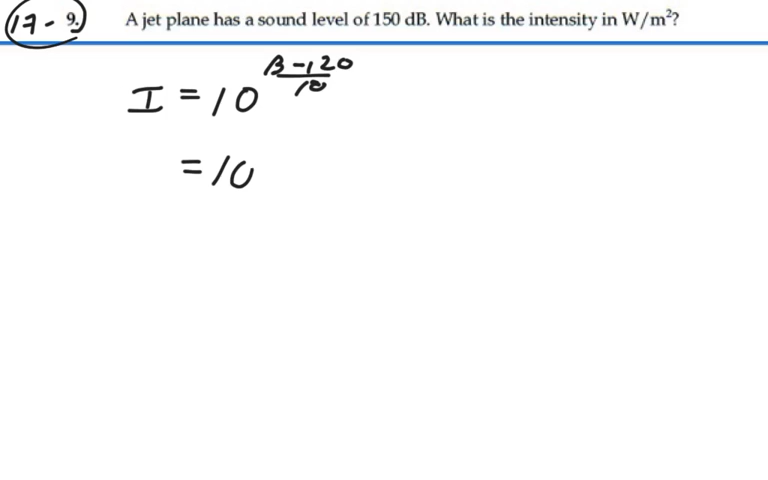 17 - 9. A jet plane has a sound level of 150 dB. What is the intensity in W/m²?
I = 10^{(β-120)/10}
= 10